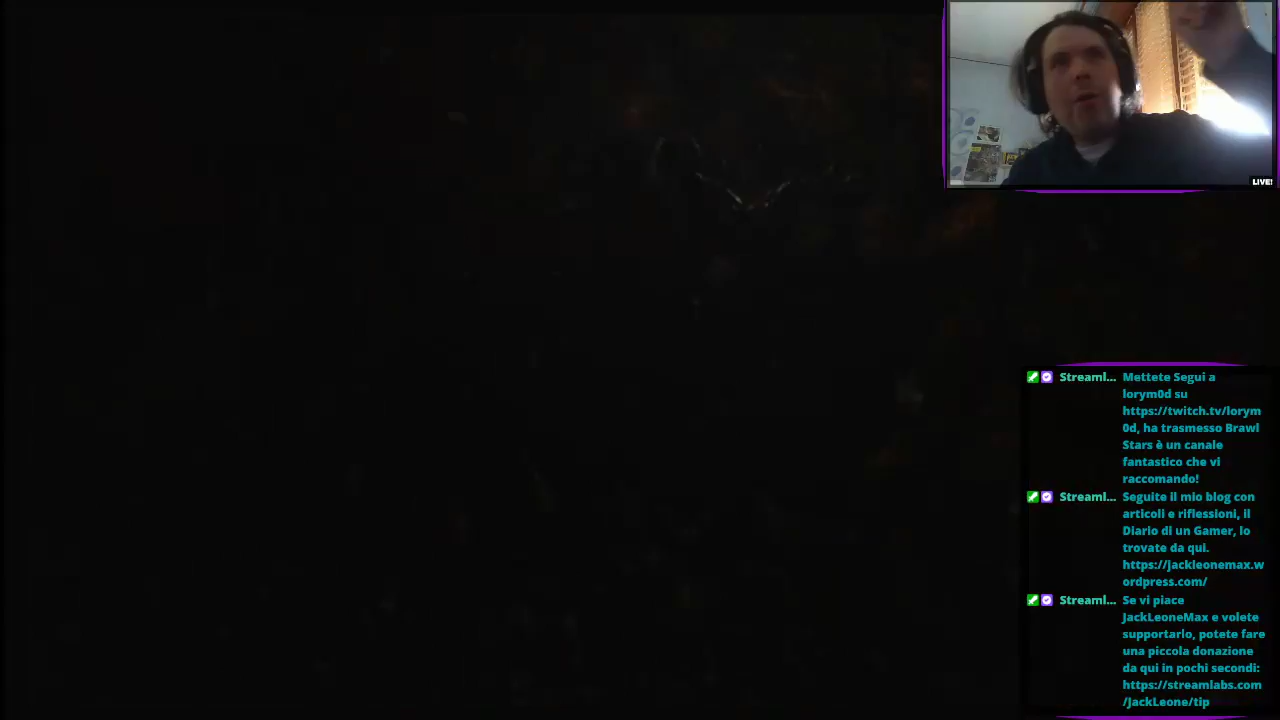 LIVE!
Streaml... Mettete Segui a
lorym0d su
https://twitch.tv/lorym
0d, ha trasmesso Brawl
Stars è un canale
fantastico che vi
raccomando!
Streaml... Seguite il mio blog con
articoli e riflessioni, il
Diario di un Gamer, lo
trovate da qui.
https://jackleonemax.w
ordpress.com/
Streaml... Se vi piace
JackLeoneMax e volete
supportarlo, potete fare
una piccola donazione
da qui in pochi secondi:
https://streamlabs.com
/JackLeone/tip